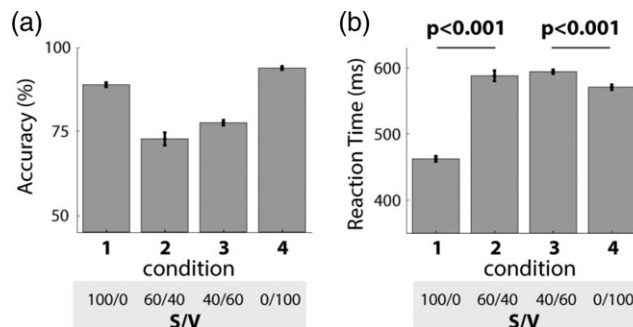 (a)
Accuracy (%)
100
75
50
1 2 3 4
condition
100/0 60/40 40/60 0/100
S/V
(b)
p<0.001 p<0.001
Reaction Time (ms)
600
500
400
1 2 3 4
condition
100/0 60/40 40/60 0/100
S/V